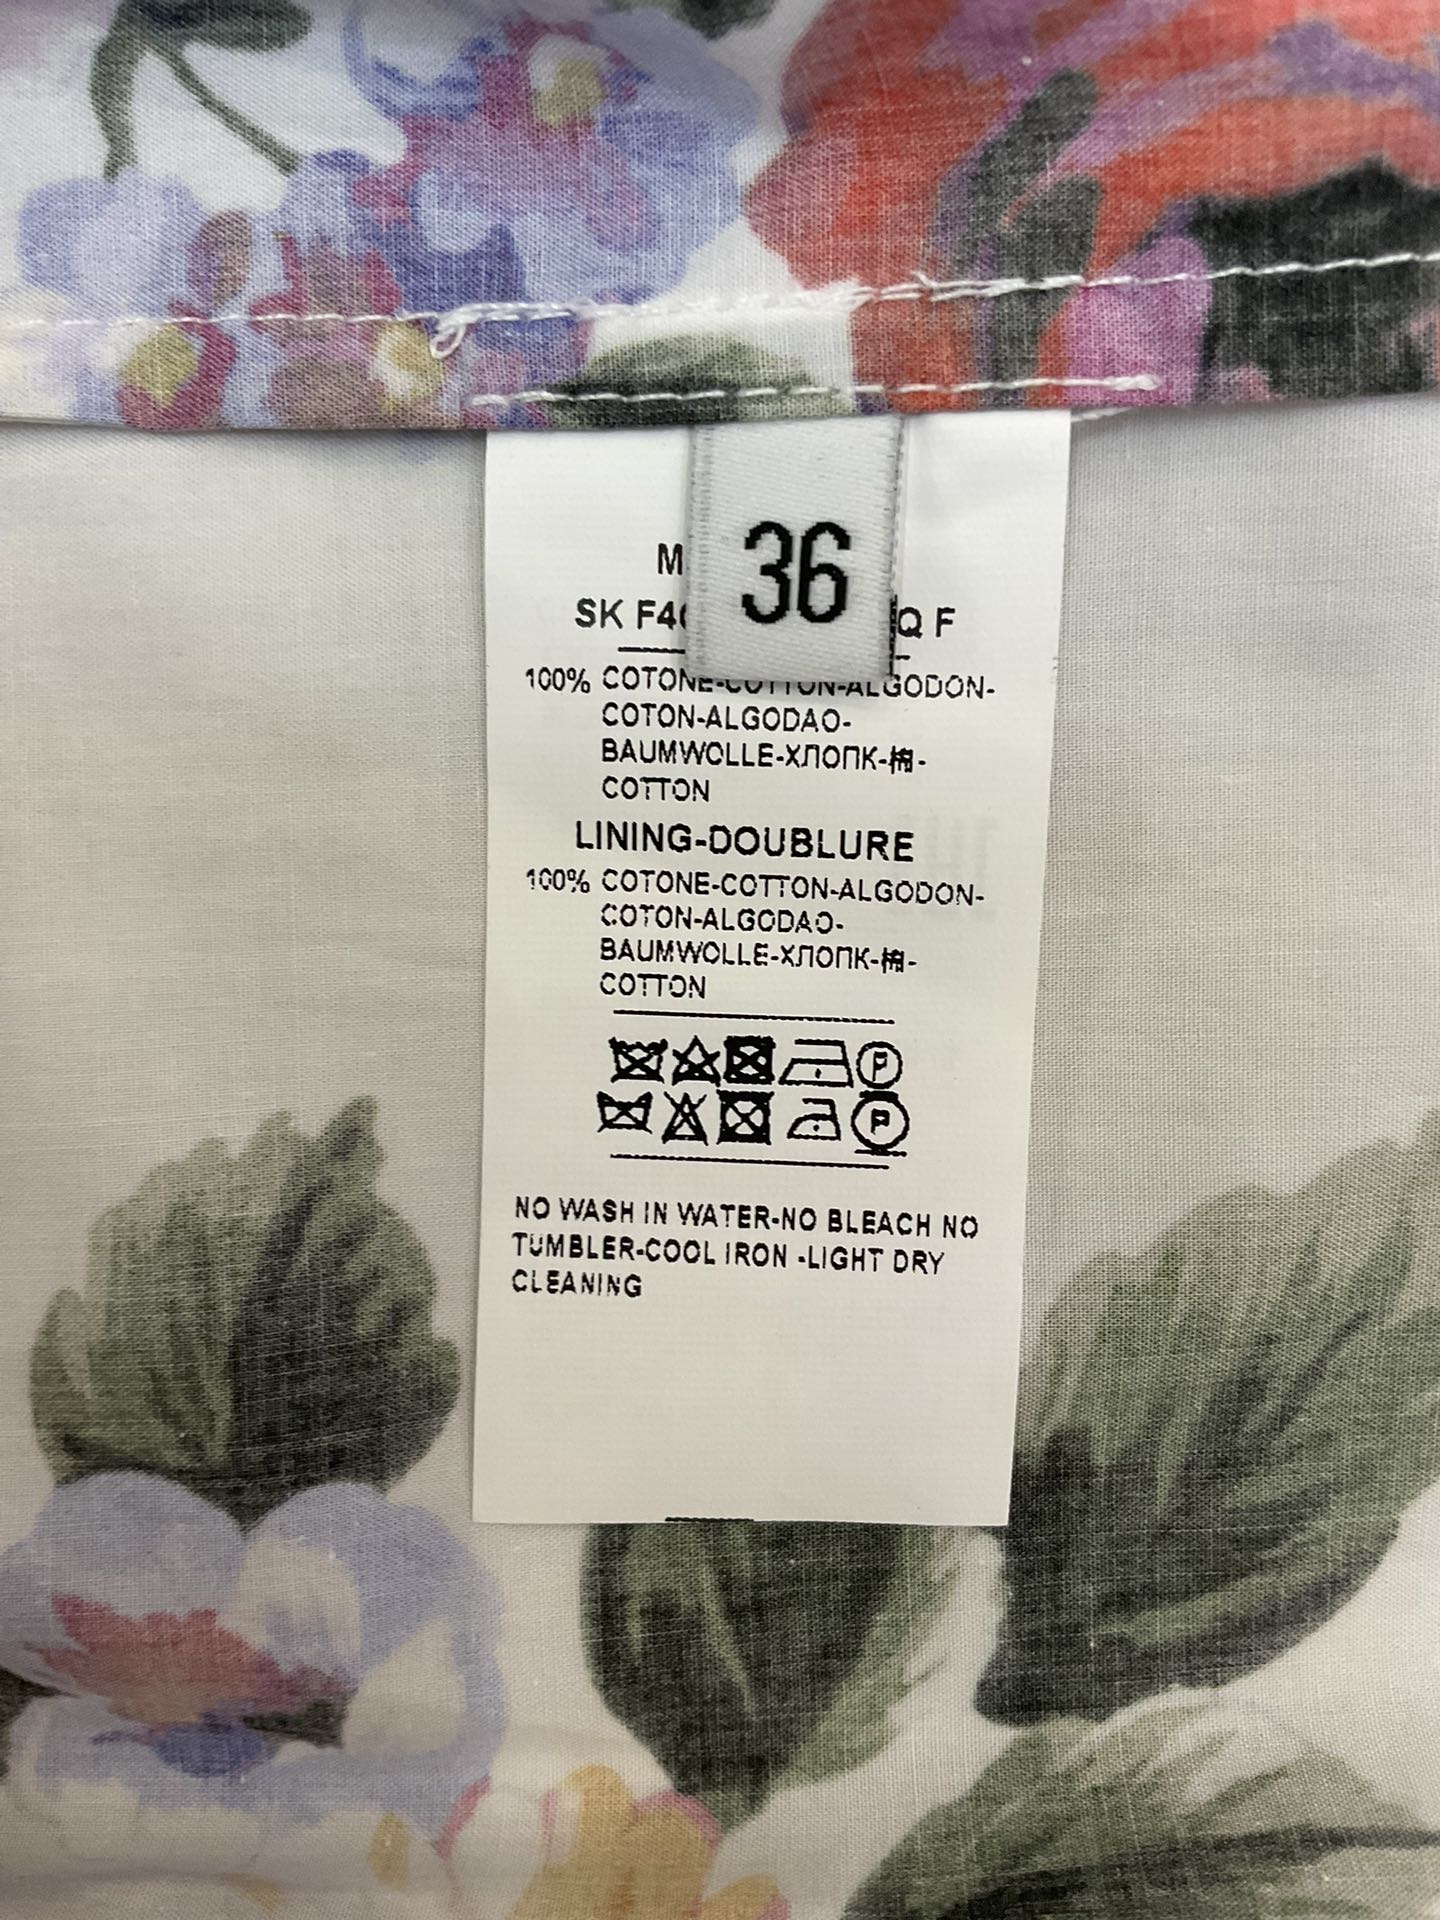 36
SK
100% COTONE-COTTON-ALGODON-
COTON-ALGODAO-
BAUMWOLLE-ХЛОПК-棉-
COTTON
LINING-DOUBLURE
100% COTONE-COTTON-ALGODON-
COTON-ALGODAO-
BAUMWOLLE-ХЛОПК-棉-
COTTON
P
P
NO WASH IN WATER-NO BLEACH NO
TUMBLER-COOL IRON -LIGHT DRY
CLEANING